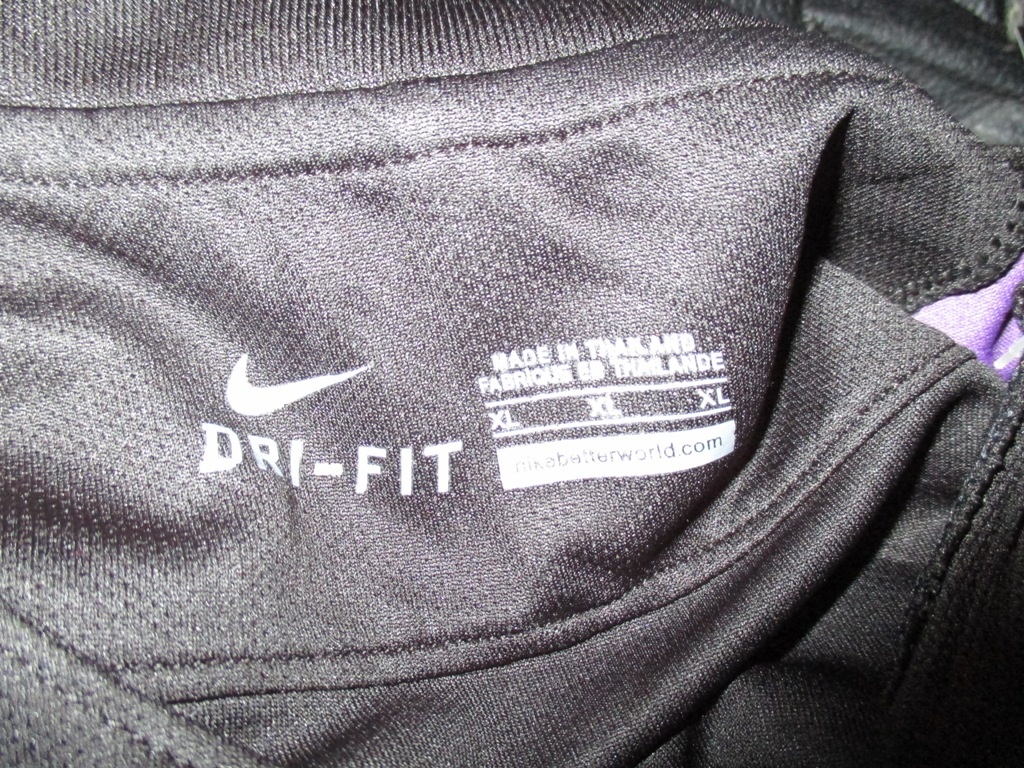 DRI-FIT
MADE IN THAILAND
FABRIQUE EN THAILANDE
XL XL XL
nikebetterworld.com